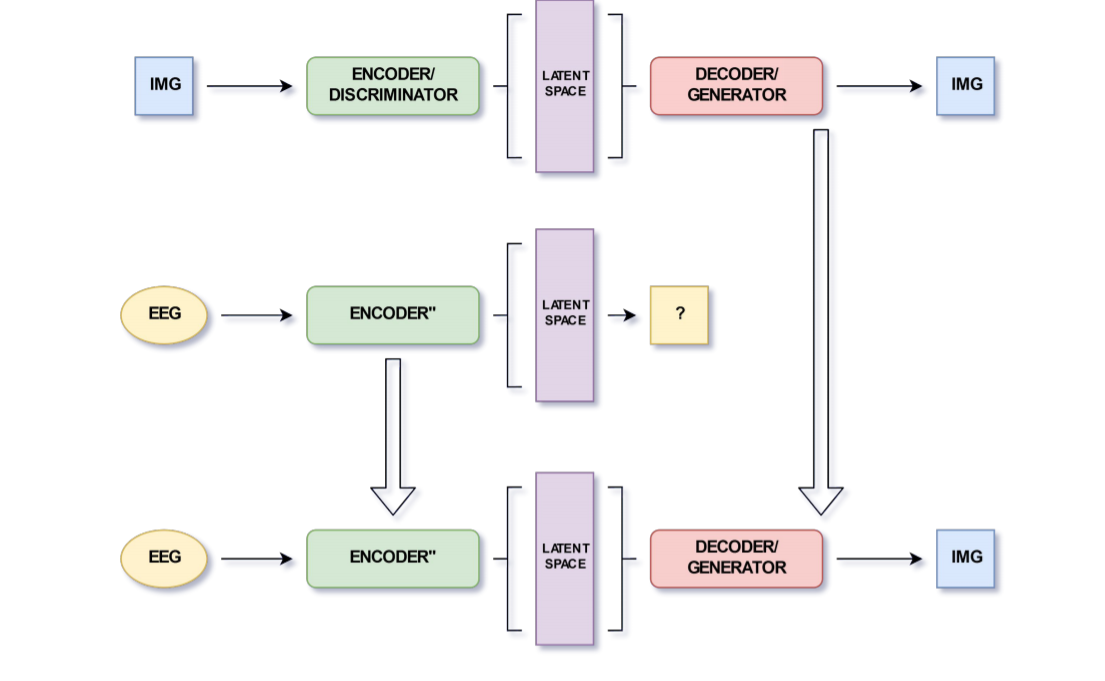 IMG
ENCODER/
DISCRIMINATOR
LATENT
SPACE
DECODER/
GENERATOR
IMG
EEG
ENCODER"
LATENT
SPACE
?
EEG
ENCODER"
LATENT
SPACE
DECODER/
GENERATOR
IMG